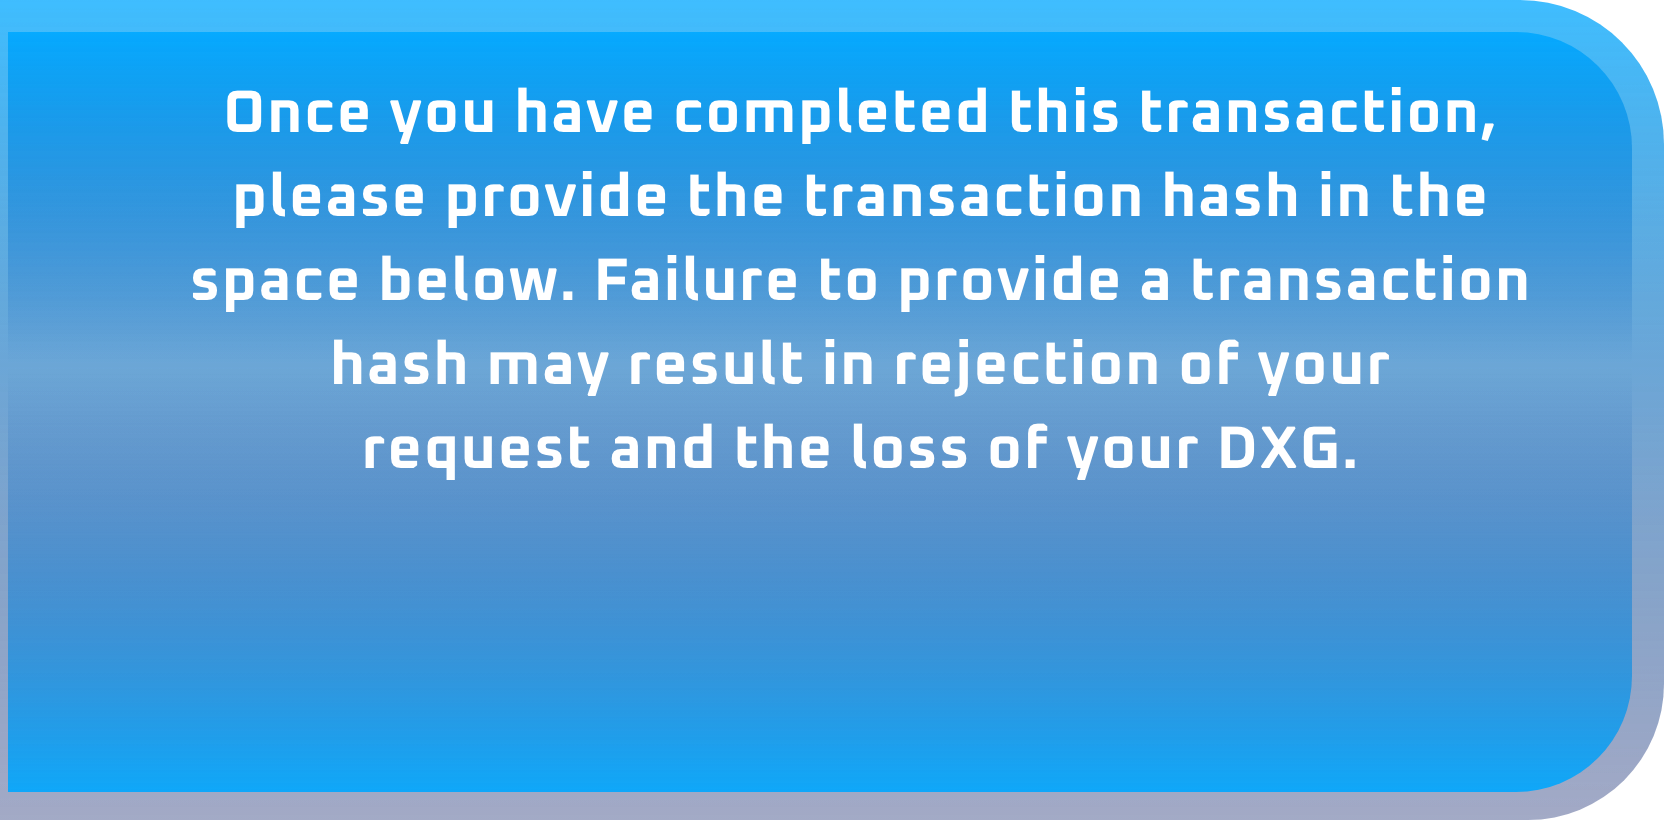 Once you have completed this transaction,
please provide the transaction hash in the
space below. Failure to provide a transaction
hash may result in rejection of your
request and the loss of your DXG.